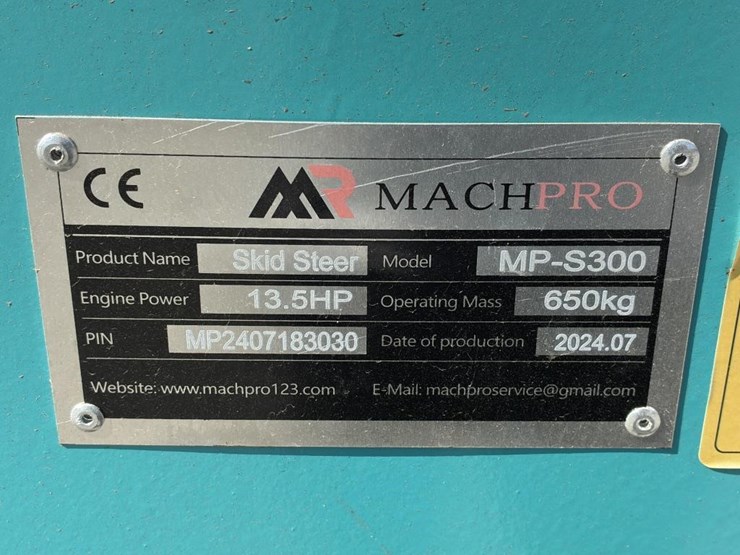 CE MR MACHPRO
Product Name Skid Steer Model MP-S300
Engine Power 13.5HP Operating Mass 650kg
PIN MP2407183030 Date of production 2024.07
Website: www.machpro123.com E-Mail: machproservice@gmail.com